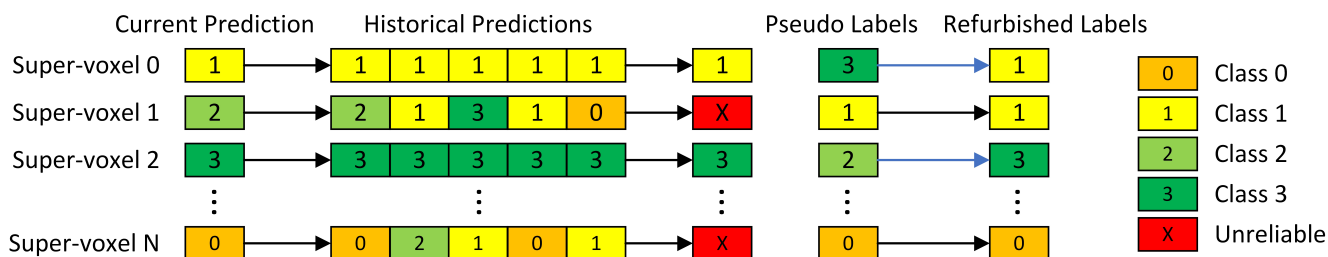 Current Prediction Historical Predictions Pseudo Labels Refurbished Labels
Super-voxel 0 1 1 1 1 1 1 1 3 1
Super-voxel 1 2 2 1 3 1 0 X 1 1
Super-voxel 2 3 3 3 3 3 3 3 2 3
Super-voxel N 0 0 2 1 0 1 X 0 0
0 Class 0
1 Class 1
2 Class 2
3 Class 3
X Unreliable